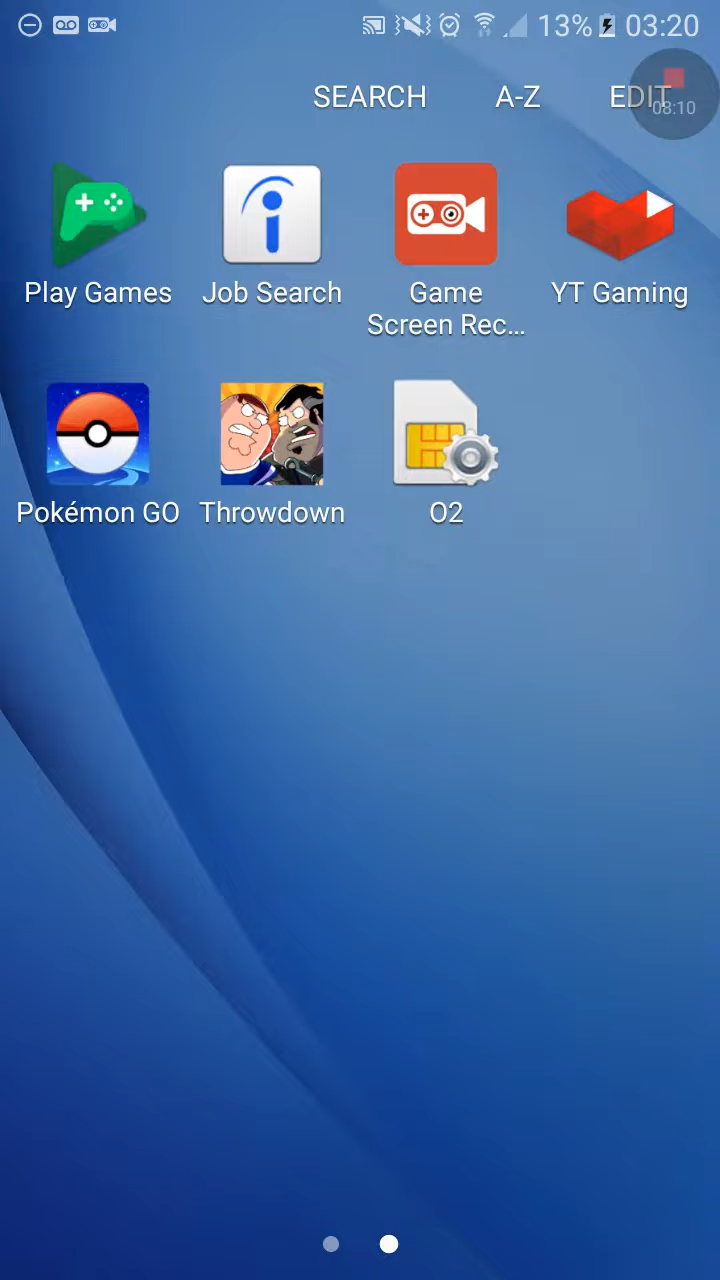 13% 03:20
SEARCH A-Z EDIT
08:10
Play Games Job Search Game Screen Rec... YT Gaming
Pokémon GO Throwdown O2